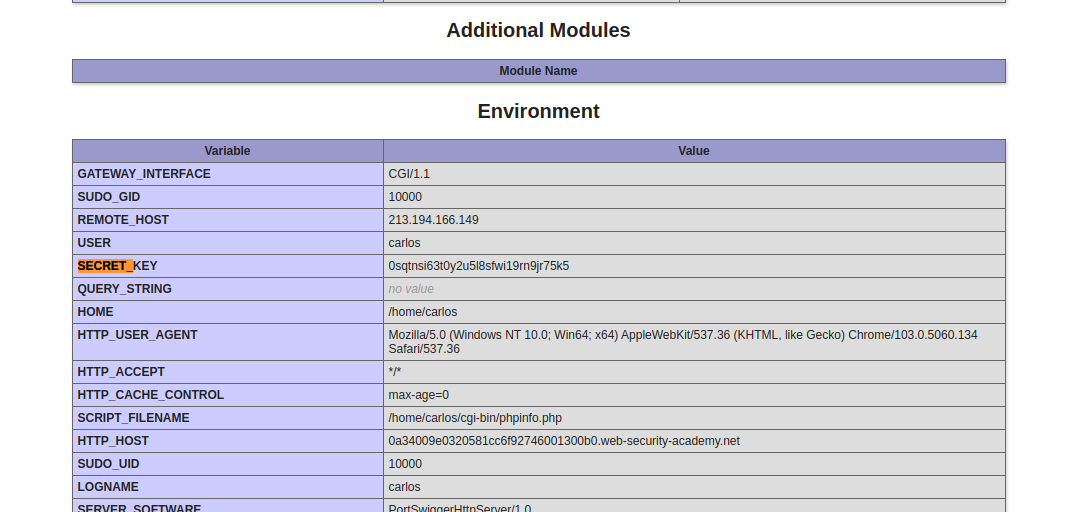 Additional Modules
Module Name
Environment
Variable Value
GATEWAY_INTERFACE CGI/1.1
SUDO_GID 10000
REMOTE_HOST 213.194.166.149
USER carlos
SECRET_KEY 0sqtnsi63t0y2u5l8sfwi19rn9jr75k5
QUERY_STRING no value
HOME /home/carlos
HTTP_USER_AGENT Mozilla/5.0 (Windows NT 10.0; Win64; x64) AppleWebKit/537.36 (KHTML, like Gecko) Chrome/103.0.5060.134
Safari/537.36
HTTP_ACCEPT */*
HTTP_CACHE_CONTROL max-age=0
SCRIPT_FILENAME /home/carlos/cgi-bin/phpinfo.php
HTTP_HOST 0a34009e0320581cc6f92746001300b0.web-security-academy.net
SUDO_UID 10000
LOGNAME carlos
SERVER_SOFTWARE PortSwiggerHttpServer/1.0